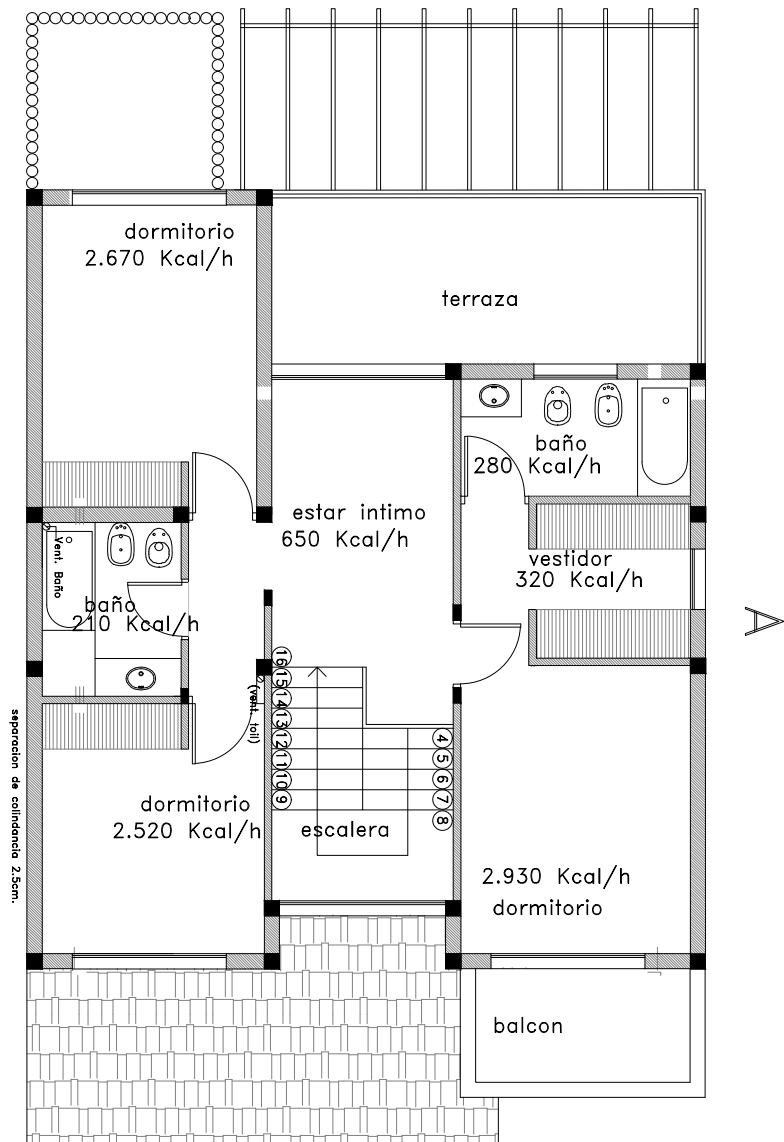 dormitorio
2.670 Kcal/h
terraza
baño
280 Kcal/h
estar intimo
650 Kcal/h
vestidor
320 Kcal/h
Vent. Baño
baño
210 Kcal/h
A
16
15
14
13
12
11
10
9
4
5
6
7
8
(vent. toil)
separacion de colindancia 2.5cm.
dormitorio
2.520 Kcal/h
escalera
2.930 Kcal/h
dormitorio
balcon